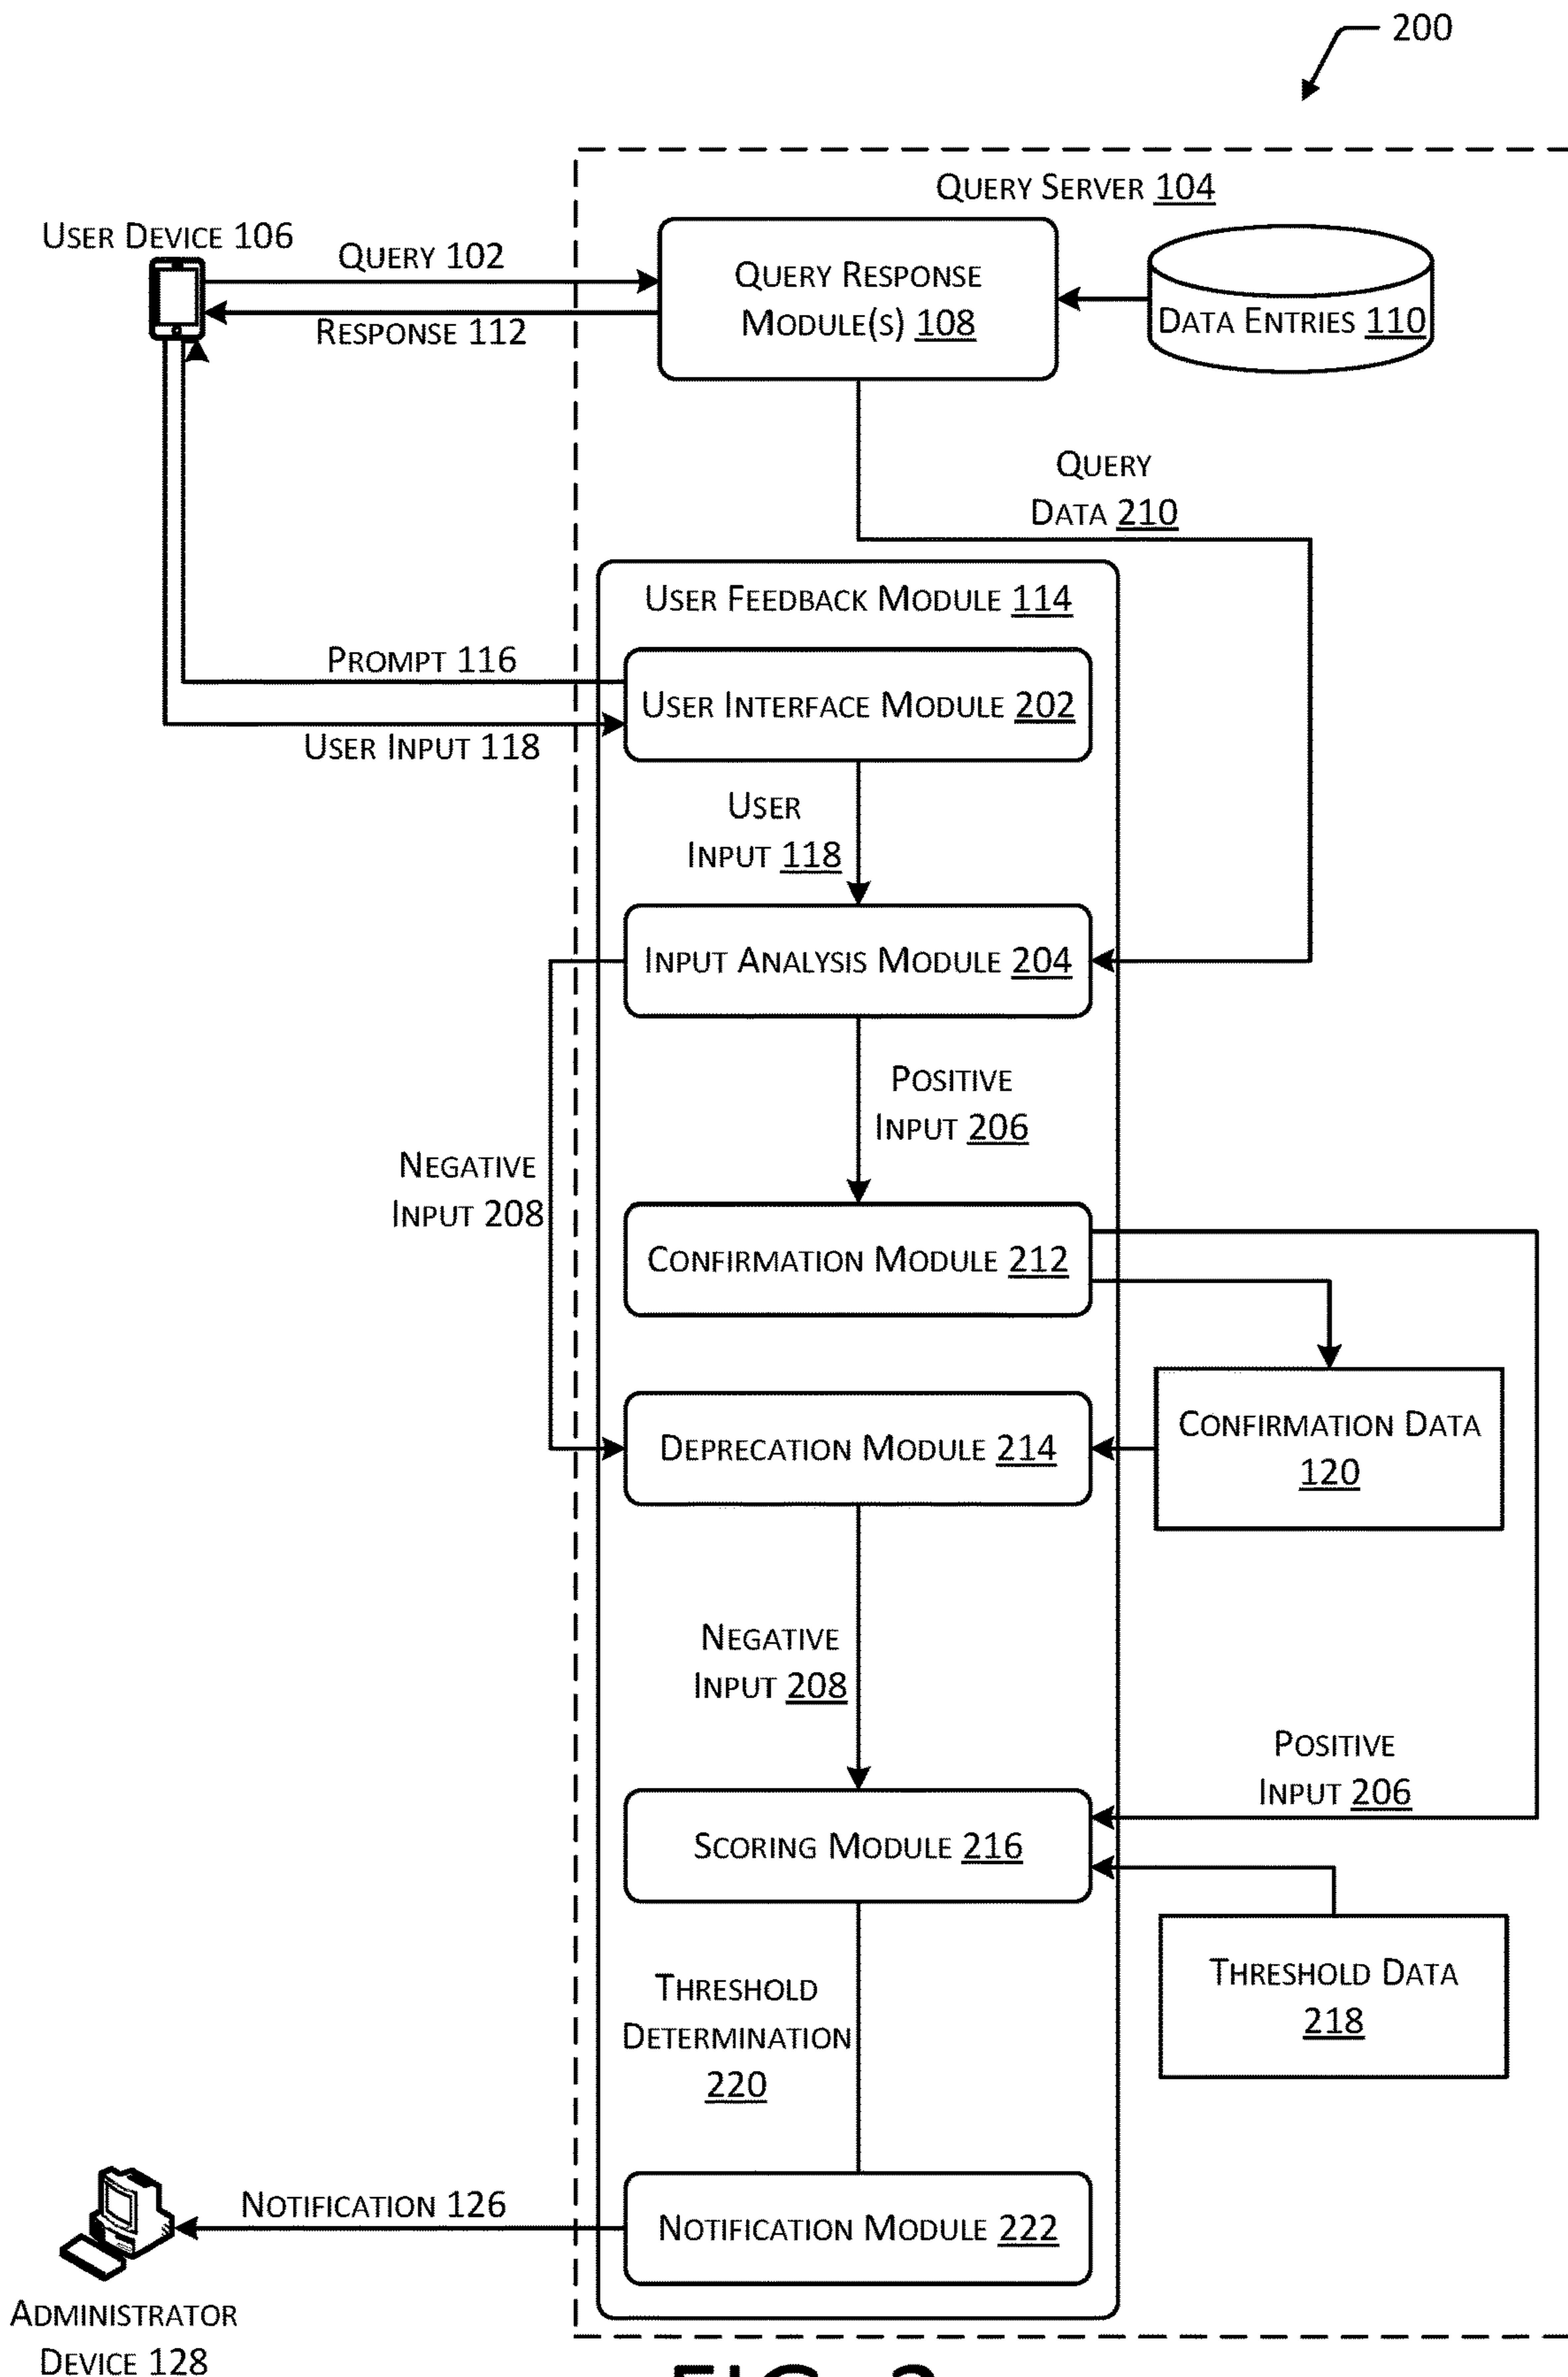 200
QUERY SERVER 104
USER DEVICE 106
QUERY 102
RESPONSE 112
QUERY RESPONSE
MODULE(S) 108
DATA ENTRIES 110
QUERY
DATA 210
USER FEEDBACK MODULE 114
PROMPT 116
USER INTERFACE MODULE 202
USER INPUT 118
USER
INPUT 118
INPUT ANALYSIS MODULE 204
POSITIVE
INPUT 206
NEGATIVE
INPUT 208
CONFIRMATION MODULE 212
CONFIRMATION DATA
120
DEPRECATION MODULE 214
NEGATIVE
INPUT 208
POSITIVE
INPUT 206
SCORING MODULE 216
THRESHOLD DATA
218
THRESHOLD
DETERMINATION
220
NOTIFICATION 126
NOTIFICATION MODULE 222
ADMINISTRATOR
DEVICE 128